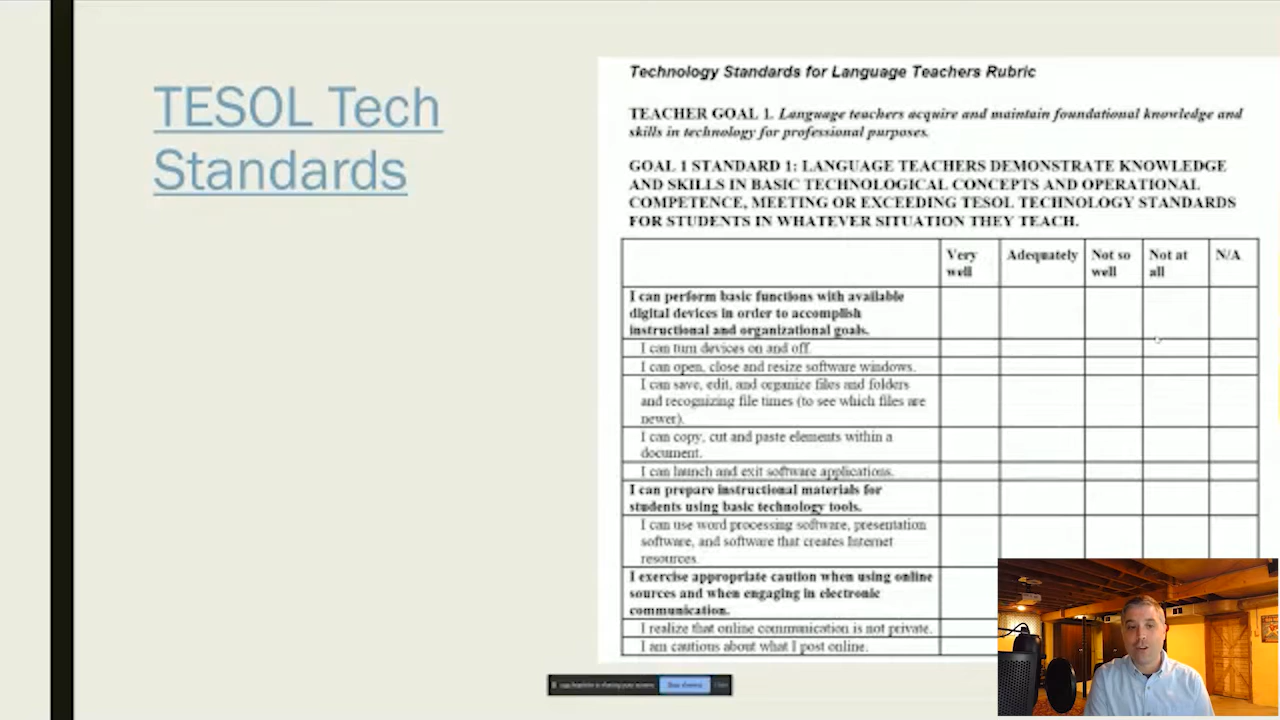 TESOL Tech
Standards
Technology Standards for Language Teachers Rubric
TEACHER GOAL 1. Language teachers acquire and maintain foundational knowledge and
skills in technology for professional purposes.
GOAL 1 STANDARD 1: LANGUAGE TEACHERS DEMONSTRATE KNOWLEDGE
AND SKILLS IN BASIC TECHNOLOGICAL CONCEPTS AND OPERATIONAL
COMPETENCE, MEETING OR EXCEEDING TESOL TECHNOLOGY STANDARDS
FOR STUDENTS IN WHATEVER SITUATION THEY TEACH.
Very
well
Adequately
Not so
well
Not at
all
N/A
I can perform basic functions with available
digital devices in order to accomplish
instructional and organizational goals.
I can turn devices on and off.
I can open, close and resize software windows.
I can save, edit, and organize files and folders
and recognizing file times (to see which files are
newer).
I can copy, cut and paste elements within a
document.
I can launch and exit software applications.
I can prepare instructional materials for
students using basic technology tools.
I can use word processing software, presentation
software, and software that creates Internet
resources.
I exercise appropriate caution when using online
sources and when engaging in electronic
communication.
I realize that online communication is not private.
I am cautious about what I post online.
is sharing your screen.
Stop sharing